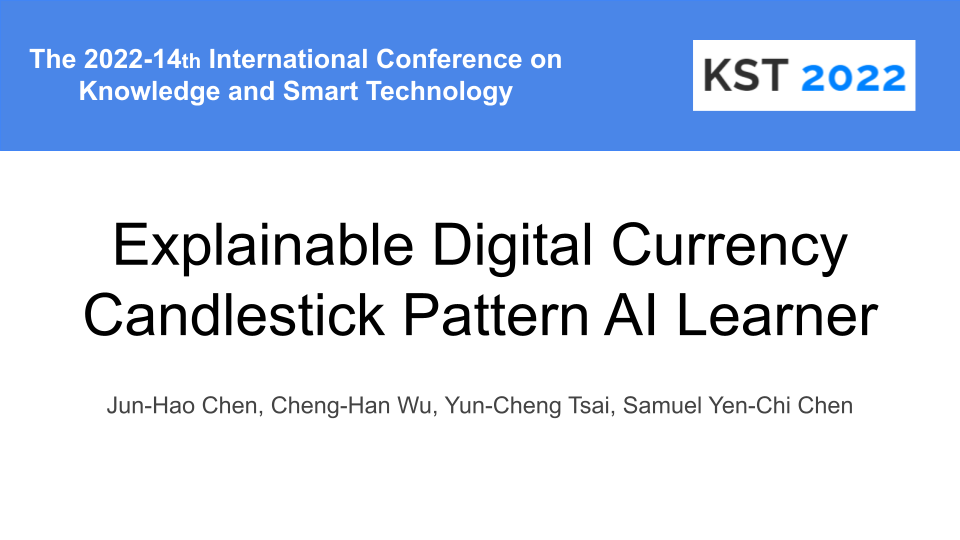 The 2022-14th International Conference on
Knowledge and Smart Technology
KST 2022
Explainable Digital Currency
Candlestick Pattern AI Learner
Jun-Hao Chen, Cheng-Han Wu, Yun-Cheng Tsai, Samuel Yen-Chi Chen